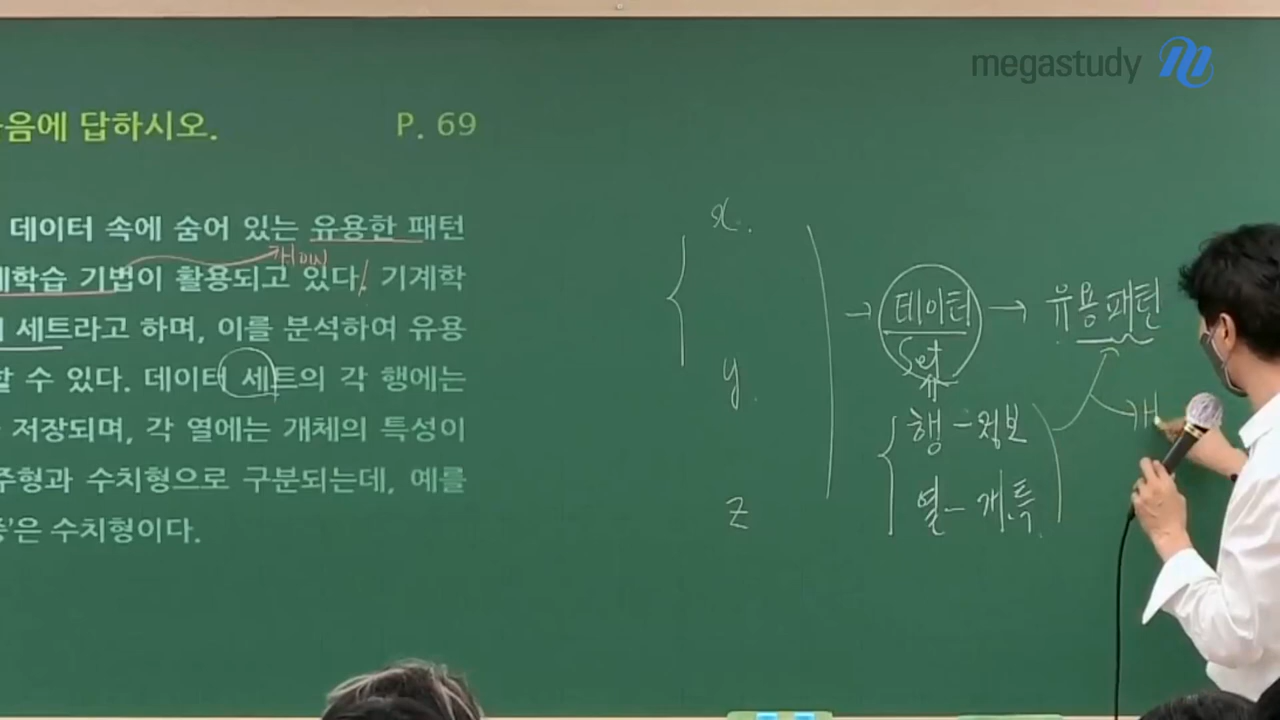 megastudy
음에 답하시오. P. 69
데이터 속에 숨어 있는 유용한 패턴
계학습 기법이 활용되고 있다. 기계학
세트라고 하며, 이를 분석하여 유용
할 수 있다. 데이터 세트의 각 행에는
저장되며, 각 열에는 개체의 특성이
주형과 수치형으로 구분되는데, 예를
은 수치형이다.
x.
y.
z
→ 데이터 → 유용 패턴
Set
행 - 정보
열 - 개.특.